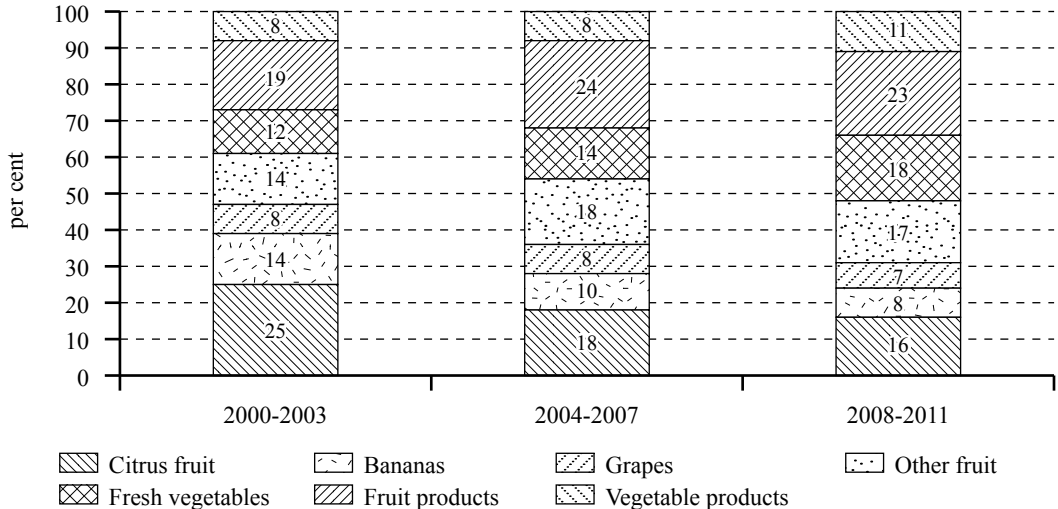 per cent
100
90
80
70
60
50
40
30
20
10
0
8 8 11
19 24 23
12 14 18
14 18 17
8 8 7
14 10 8
25 18 16
2000-2003 2004-2007 2008-2011
Citrus fruit Bananas Grapes Other fruit
Fresh vegetables Fruit products Vegetable products